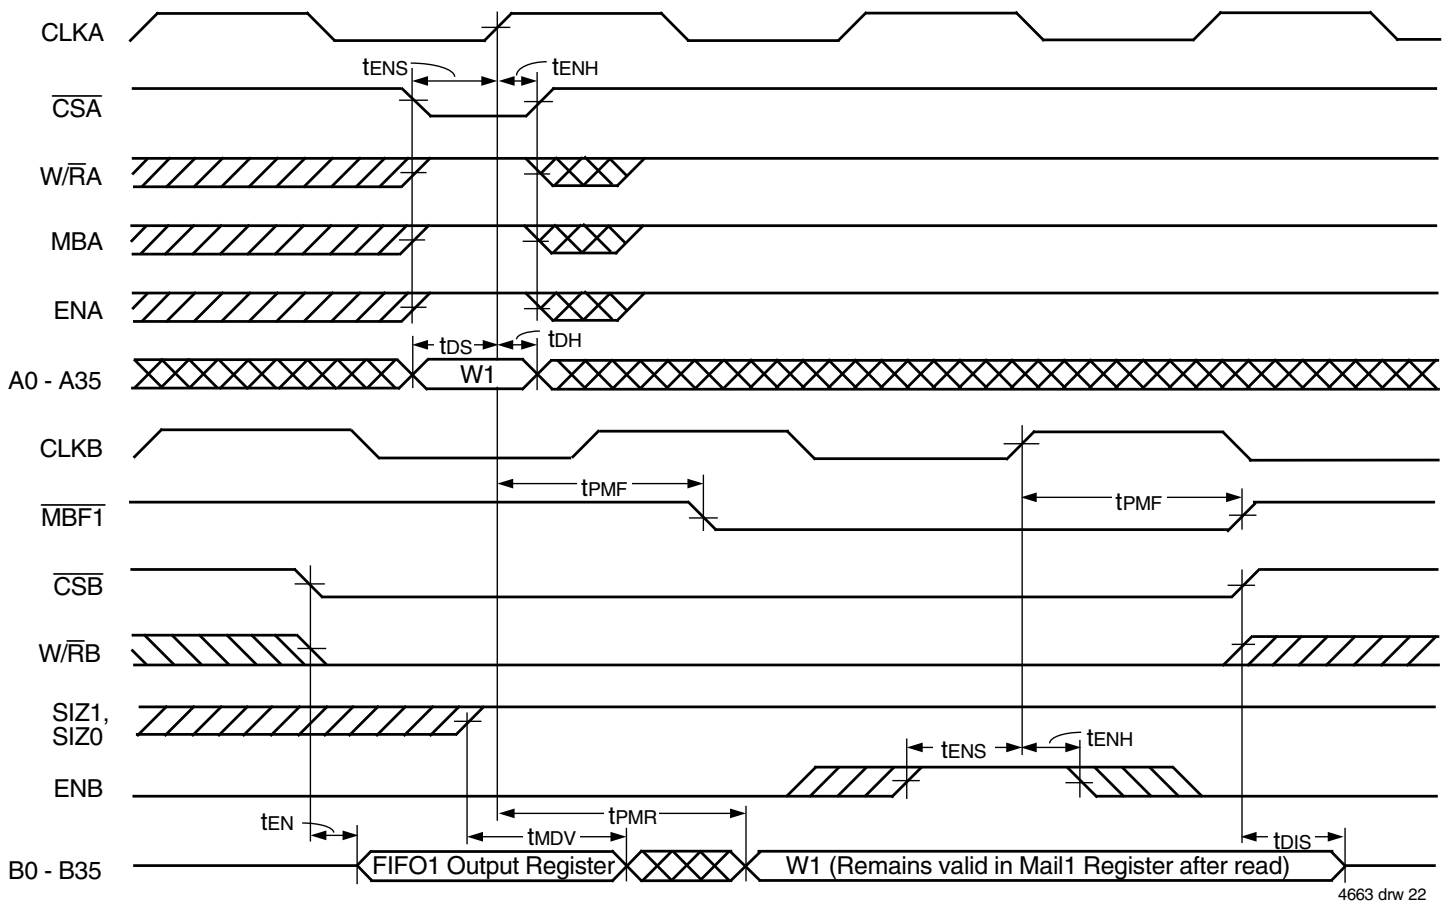 CLKA
tENS
tENH
CSA
W/RA
MBA
ENA
tDS
tDH
A0 - A35
W1
CLKB
tPMF
tPMF
MBF1
CSB
W/RB
SIZ1,
SIZ0
tENS
tENH
ENB
tEN
tPMR
tMDV
tDIS
B0 - B35
FIFO1 Output Register
W1 (Remains valid in Mail1 Register after read)
4663 drw 22